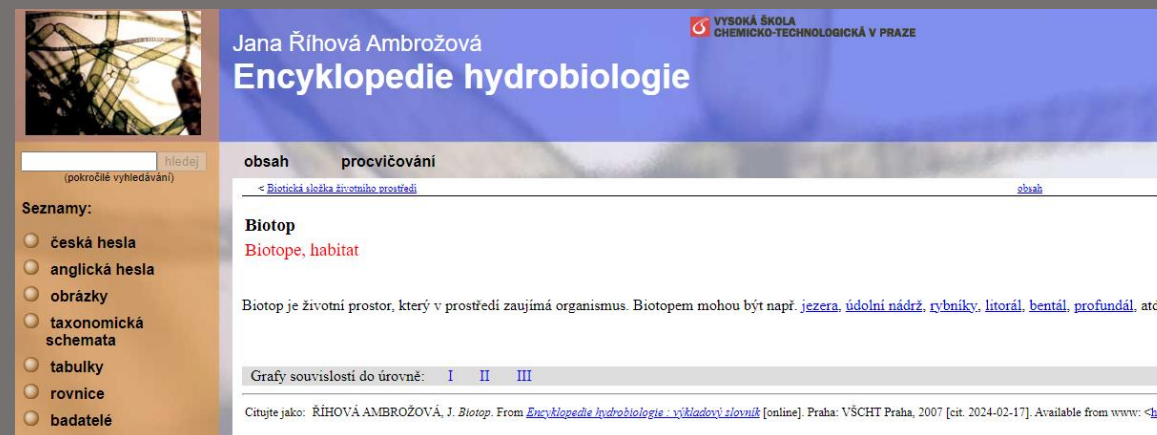 VYSOKÁ ŠKOLA
CHEMICKO-TECHNOLOGICKÁ V PRAZE
Jana Říhová Ambrožová
Encyklopedie hydrobiologie
hledej
(pokročilé vyhledávání)
obsah procvičování
< Biotická složka životního prostředí obsah
Seznamy:
česká hesla
anglická hesla
obrázky
taxonomická
schemata
tabulky
rovnice
badatelé
Biotop
Biotope, habitat
Biotop je životní prostor, který v prostředí zaujímá organismus. Biotopem mohou být např. jezera, údolní nádrž, rybníky, litorál, bentál, profundál, atd
Grafy souvislostí do úrovně: I II III
Citujte jako: ŘÍHOVÁ AMBROŽOVÁ, J. Biotop. From Encyklopedie hydrobiologie : výkladový slovník [online]. Praha: VŠCHT Praha, 2007 [cit. 2024-02-17]. Available from www: <h